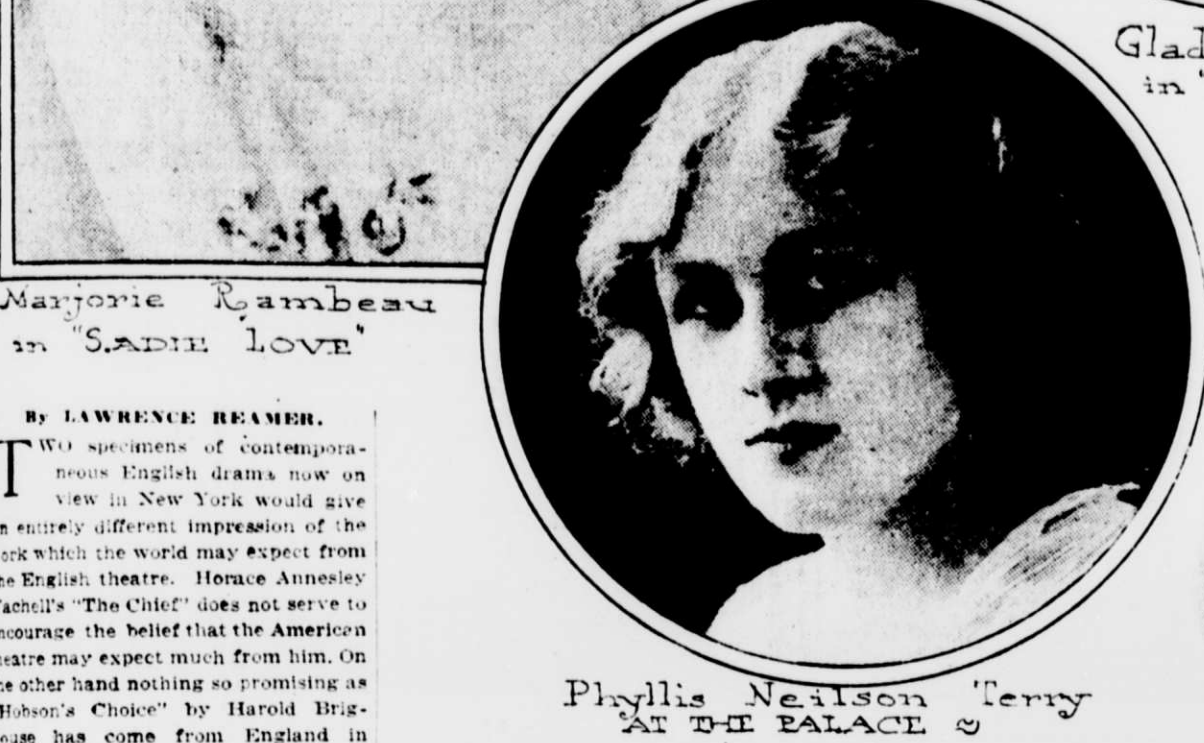 Glad
in "
Marjorie Rambeau
in "SADIE LOVE"
By LAWRENCE REAMER.
TWO specimens of contempora-
neous English drama now on
view in New York would give
n entirely different impression of the
ork which the world may expect from
he English theatre. Horace Annesley
achell's "The Chief" does not serve to
ncourage the belief that the American
heatre may expect much from him. On
he other hand nothing so promising as
Hobson's Choice" by Harold Brig-
ouse has come from England in
Phyllis Neilson Terry
AT THE PALACE ~